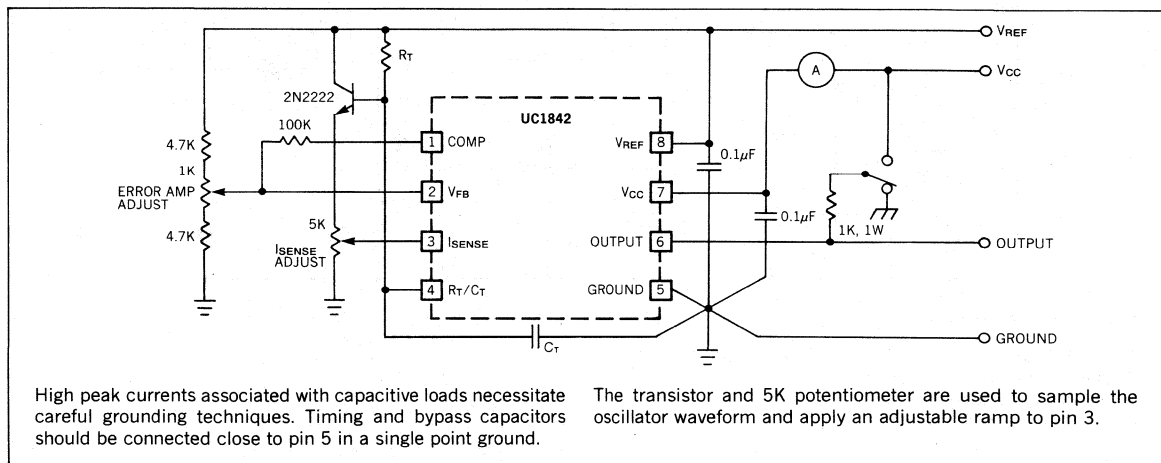 VREF
RT
A
VCC
2N2222
UC1842
100K
4.7K
1
COMP
VREF
8
0.1µF
1K
ERROR AMP
ADJUST
2
VFB
VCC
7
0.1µF
5K
1K, 1W
4.7K
3
ISENSE
OUTPUT
6
OUTPUT
ISENSE
ADJUST
4
RT/CT
GROUND
5
CT
GROUND
High peak currents associated with capacitive loads necessitate
careful grounding techniques. Timing and bypass capacitors
should be connected close to pin 5 in a single point ground.
The transistor and 5K potentiometer are used to sample the
oscillator waveform and apply an adjustable ramp to pin 3.